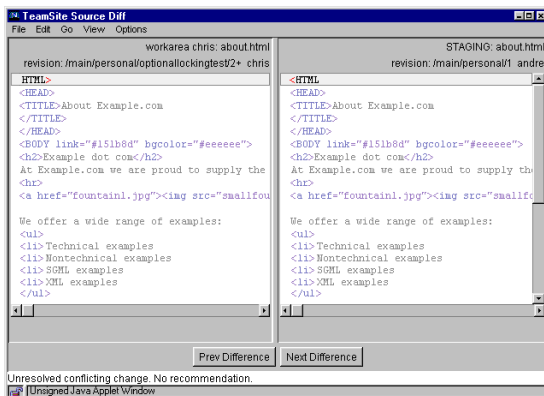 TeamSite Source Diff
File Edit Go View Options
workarea chris: about.html
revision: /main/personal/optionallockingtest/2+ chris
HTML>
<HEAD>
<TITLE>About Example.com
</TITLE>
</HEAD>
<BODY link="#151b8d" bgcolor="#eeeeee">
<h2>Example dot com</h2>
At Example.com we are proud to supply the
<hr>
<a href="fountain1.jpg"><img src="smallfou
We offer a wide range of examples:
<ul>
<li>Technical examples
<li>Nontechnical examples
<li>SGML examples
<li>XML examples
</ul>
STAGING: about.html
revision: /main/personal/1 andre
<HTML
<HEAD>
<TITLE>About Example.com
</TITLE>
</HEAD>
<BODY link="#151b8d" bgcolor="#eeeeee">
<h2>Example dot com</h2>
At Example.com we are proud to supply th
<hr>
<a href="fountain1.jpg"><img src="smallf
We offer a wide range of examples:
<ul>
<li>Technical examples
<li>Nontechnical examples
<li>SGML examples
<li>XML examples
</ul>
Prev Difference Next Difference
Unresolved conflicting change. No recommendation.
Unsigned Java Applet Window